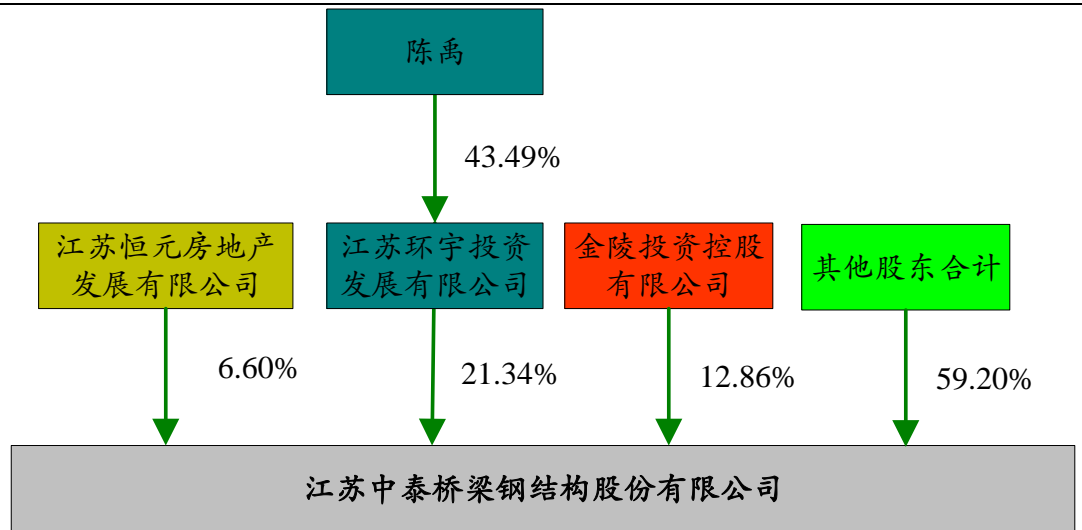 陈禹
43.49%
江苏恒元房地产
发展有限公司
江苏环宇投资
发展有限公司
金陵投资控股
有限公司
其他股东合计
6.60%
21.34%
12.86%
59.20%
江苏中泰桥梁钢结构股份有限公司